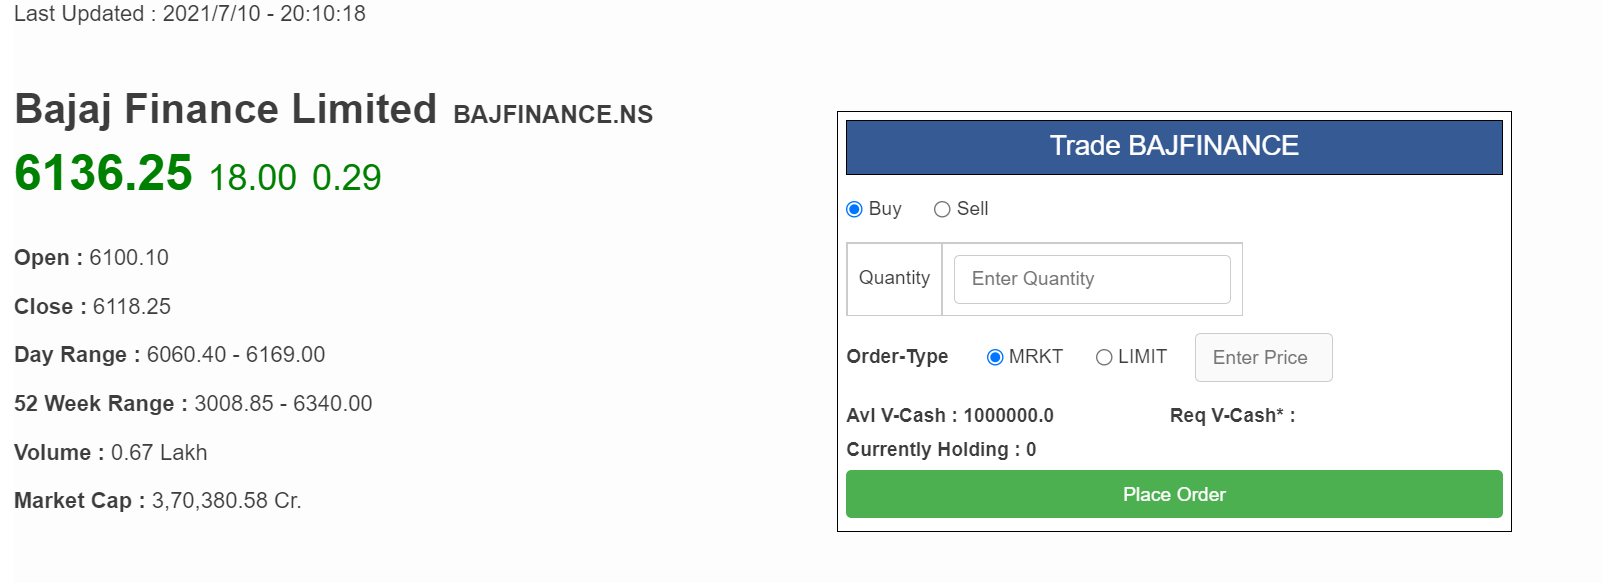 Last Updated : 2021/7/10 - 20:10:18
Bajaj Finance Limited BAJFINANCE.NS
6136.25 18.00 0.29
Open : 6100.10
Close : 6118.25
Day Range : 6060.40 - 6169.00
52 Week Range : 3008.85 - 6340.00
Volume : 0.67 Lakh
Market Cap : 3,70,380.58 Cr.
Trade BAJFINANCE
Buy Sell
Quantity Enter Quantity
Order-Type MRKT LIMIT Enter Price
Avl V-Cash : 1000000.0 Req V-Cash* :
Currently Holding : 0
Place Order